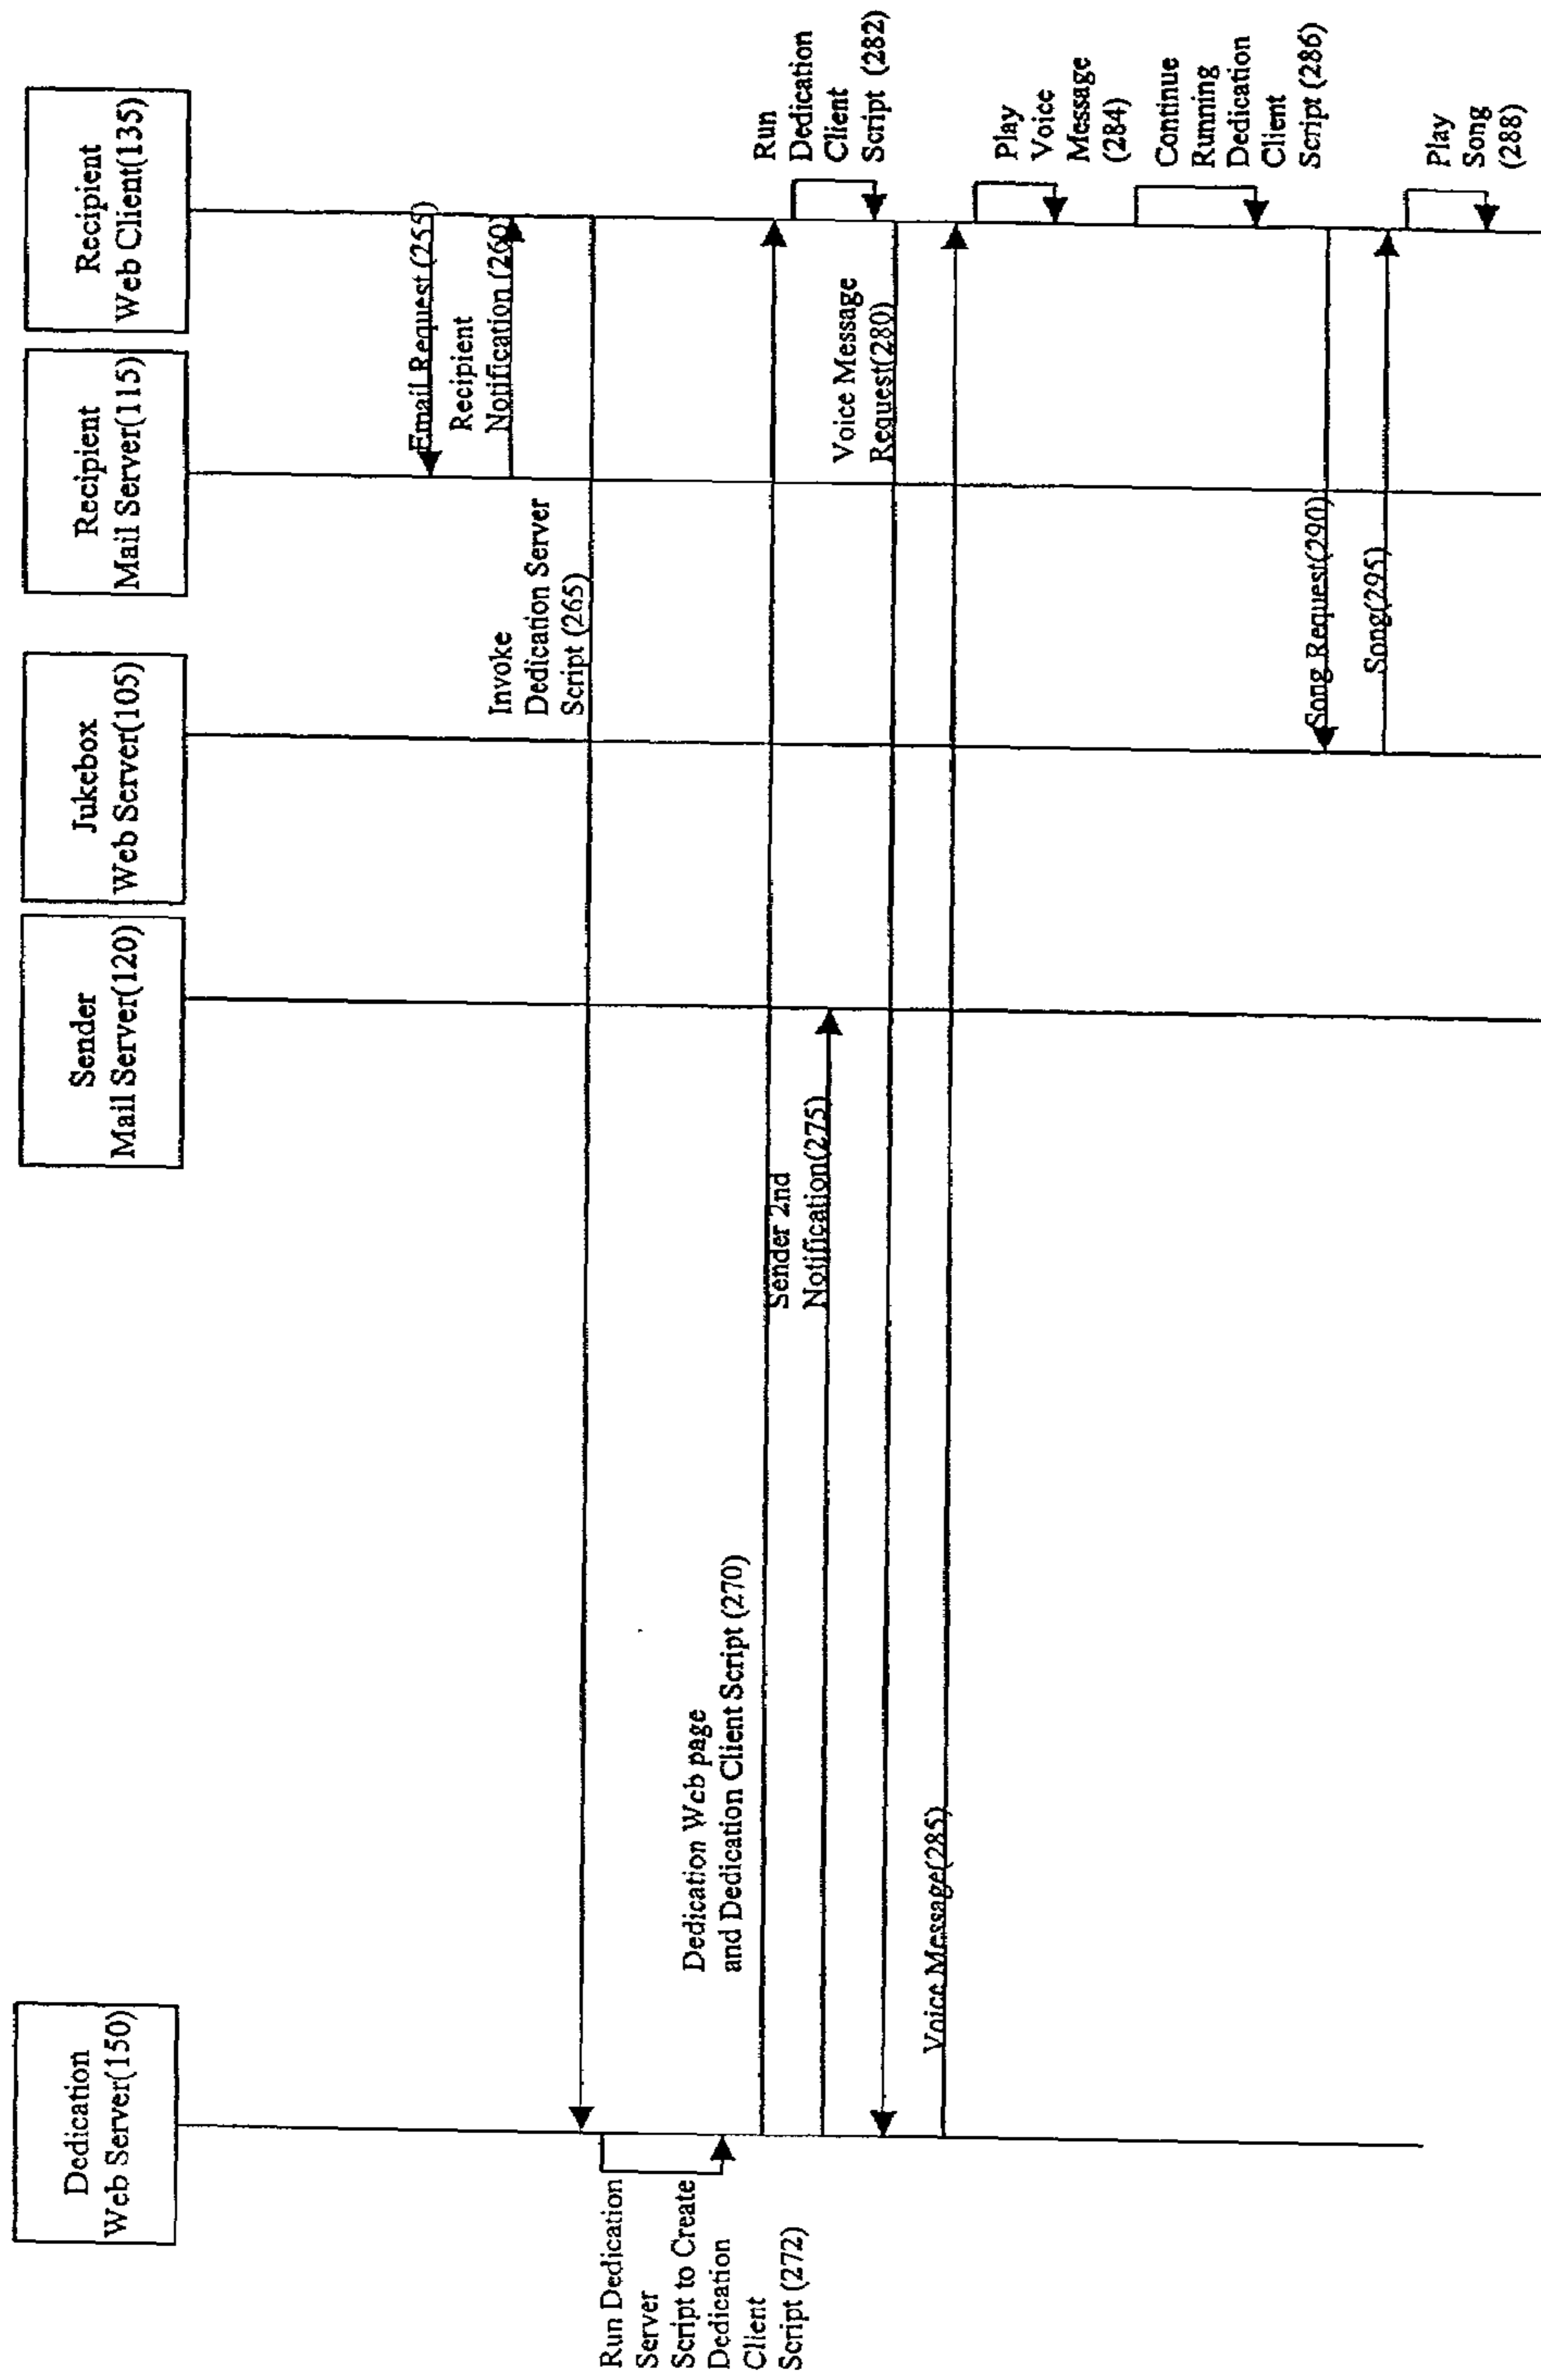 Dedication
Web Server(150)
Sender
Mail Server(120)
Jukebox
Web Server(105)
Recipient
Mail Server(115)
Recipient
Web Client(135)
Email Request (255)
Recipient
Notification (260)
Invoke
Dedication Server
Script (265)
Run Dedication
Server
Script to Create
Dedication
Client
Script (272)
Dedication Web page
and Dedication Client Script (270)
Sender 2nd
Notification(275)
Run
Dedication
Client
Script (282)
Voice Message
Request(280)
Voice Message(285)
Play
Voice
Message
(284)
Continue
Running
Dedication
Client
Script (286)
Song Request(290)
Song(295)
Play
Song
(288)